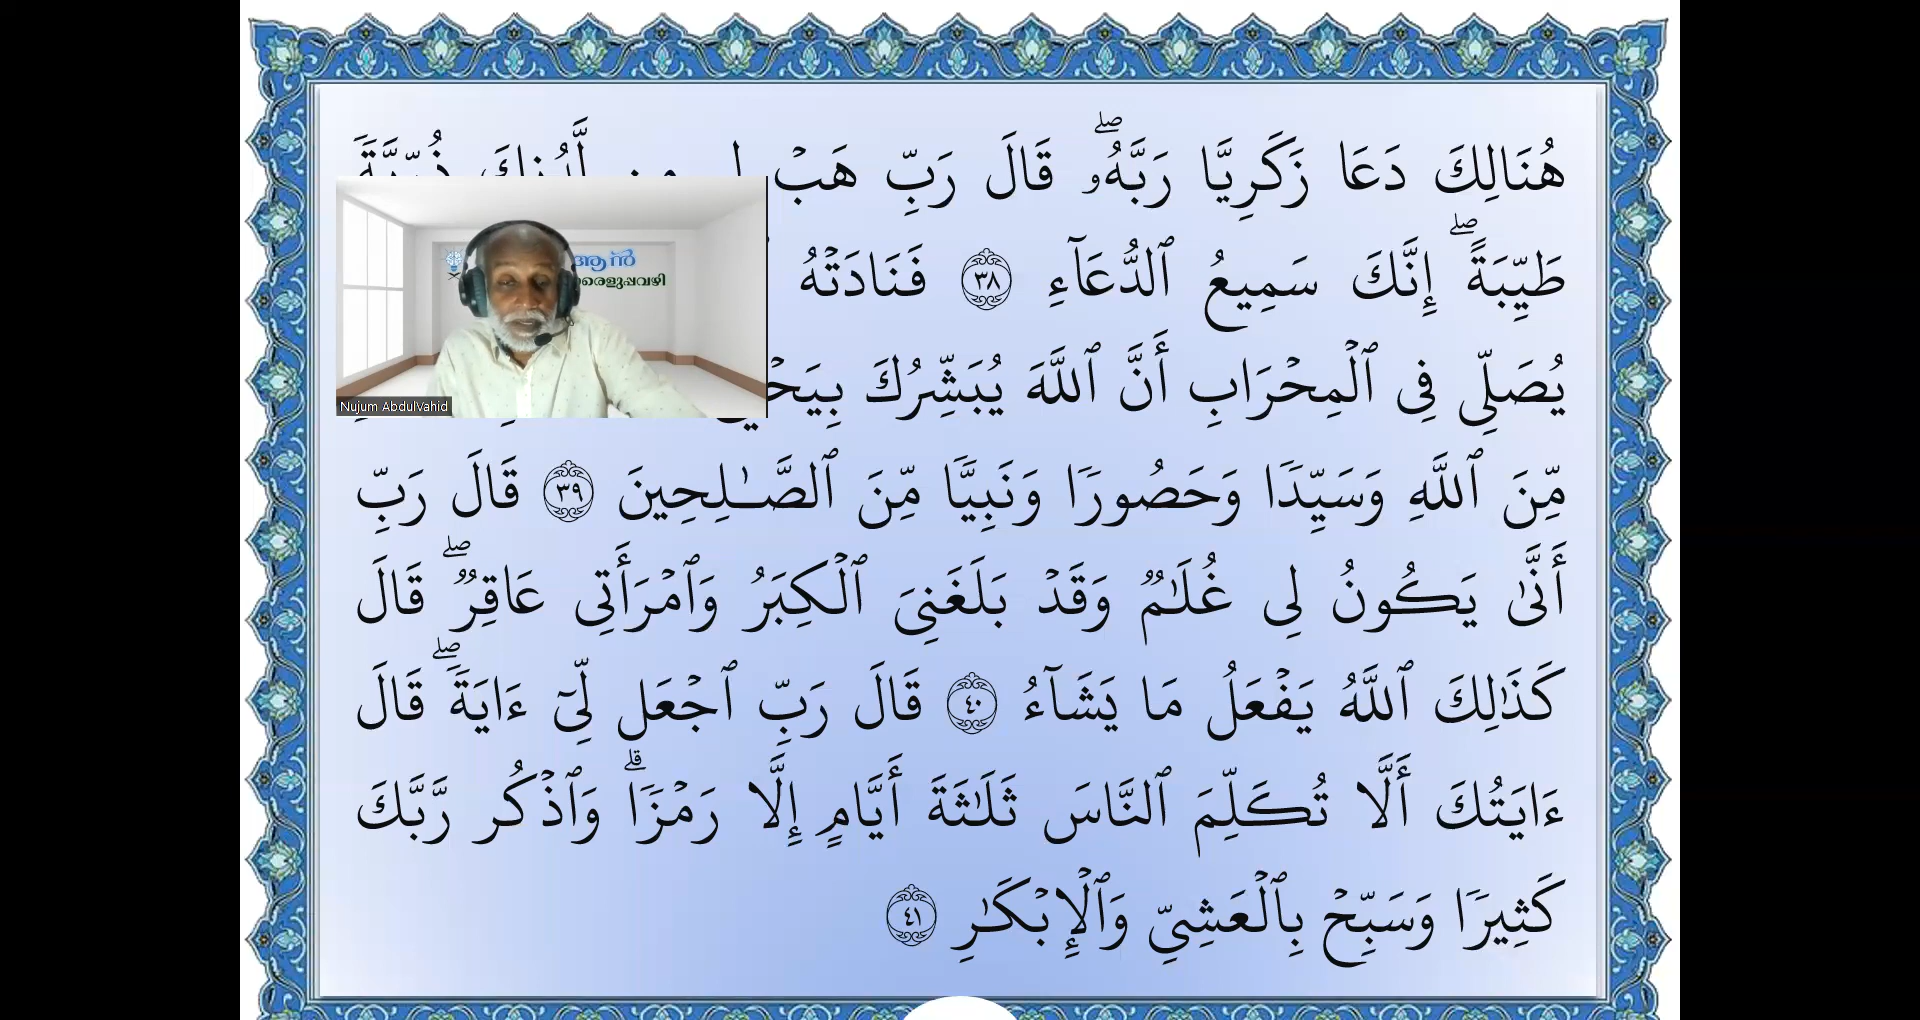 هُنَالِكَ دَعَا زَكَرِيَّا رَبَّهُۥۖ قَالَ رَبِّ هَبۡ
طَيِّبَةًۖ إِنَّكَ سَمِيعُ ٱلدُّعَآءِ ٣٨ فَنَادَتۡهُ
يُصَلِّي فِي ٱلۡمِحۡرَابِ أَنَّ ٱللَّهَ يُبَشِّرُكَ
مِّنَ ٱللَّهِ وَسَيِّدٗا وَحَصُورٗا وَنَبِيّٗا مِّنَ ٱلصَّـٰلِحِينَ ٣٩ قَالَ رَبِّ
أَنَّىٰ يَكُونُ لِي غُلَٰمٞ وَقَدۡ بَلَغَنِيَ ٱلۡكِبَرُ وَٱمۡرَأَتِي عَاقِرٞۖ قَالَ
كَذَٰلِكَ ٱللَّهُ يَفۡعَلُ مَا يَشَآءُ ٤٠ قَالَ رَبِّ ٱجۡعَل لِّيٓ ءَايَةٗۖ قَالَ
ءَايَتُكَ أَلَّا تُكَلِّمَ ٱلنَّاسَ ثَلَٰثَةَ أَيَّامٍ إِلَّا رَمۡزٗاۗ وَٱذۡكُر رَّبَّكَ
كَثِيرٗا وَسَبِّحۡ بِٱلۡعَشِيِّ وَٱلۡإِبۡكَٰرِ ٤١
Nujum AbdulVahid